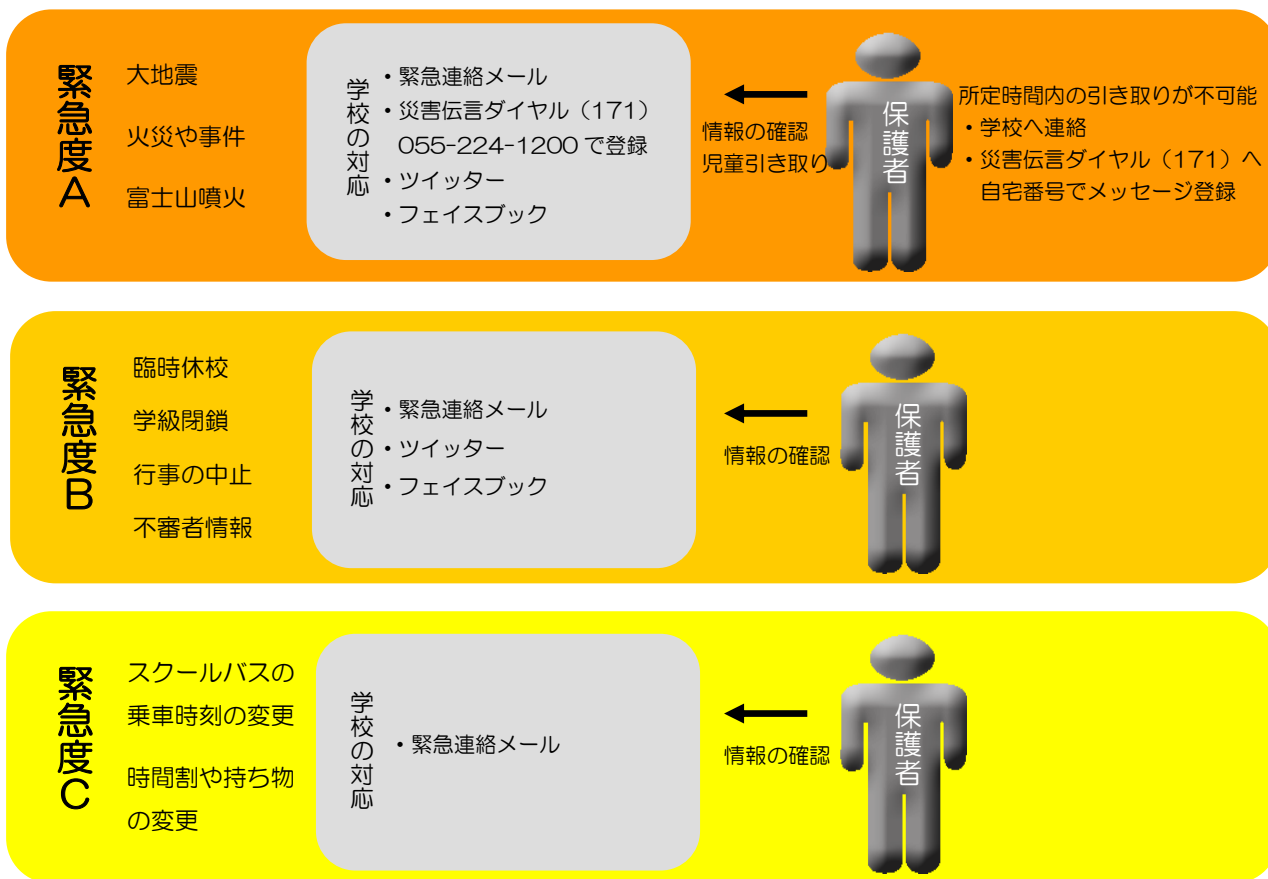 緊急度A
大地震
火災や事件
富士山噴火
学校の対応
・緊急連絡メール
・災害伝言ダイヤル（171）
055-224-1200で登録
・ツイッター
・フェイスブック
情報の確認
児童引き取り
保護者
所定時間内の引き取りが不可能
・学校へ連絡
・災害伝言ダイヤル（171）へ
自宅番号でメッセージ登録
緊急度B
臨時休校
学級閉鎖
行事の中止
不審者情報
学校の対応
・緊急連絡メール
・ツイッター
・フェイスブック
情報の確認
保護者
緊急度C
スクールバスの
乗車時刻の変更
時間割や持ち物
の変更
学校の対応
・緊急連絡メール
情報の確認
保護者